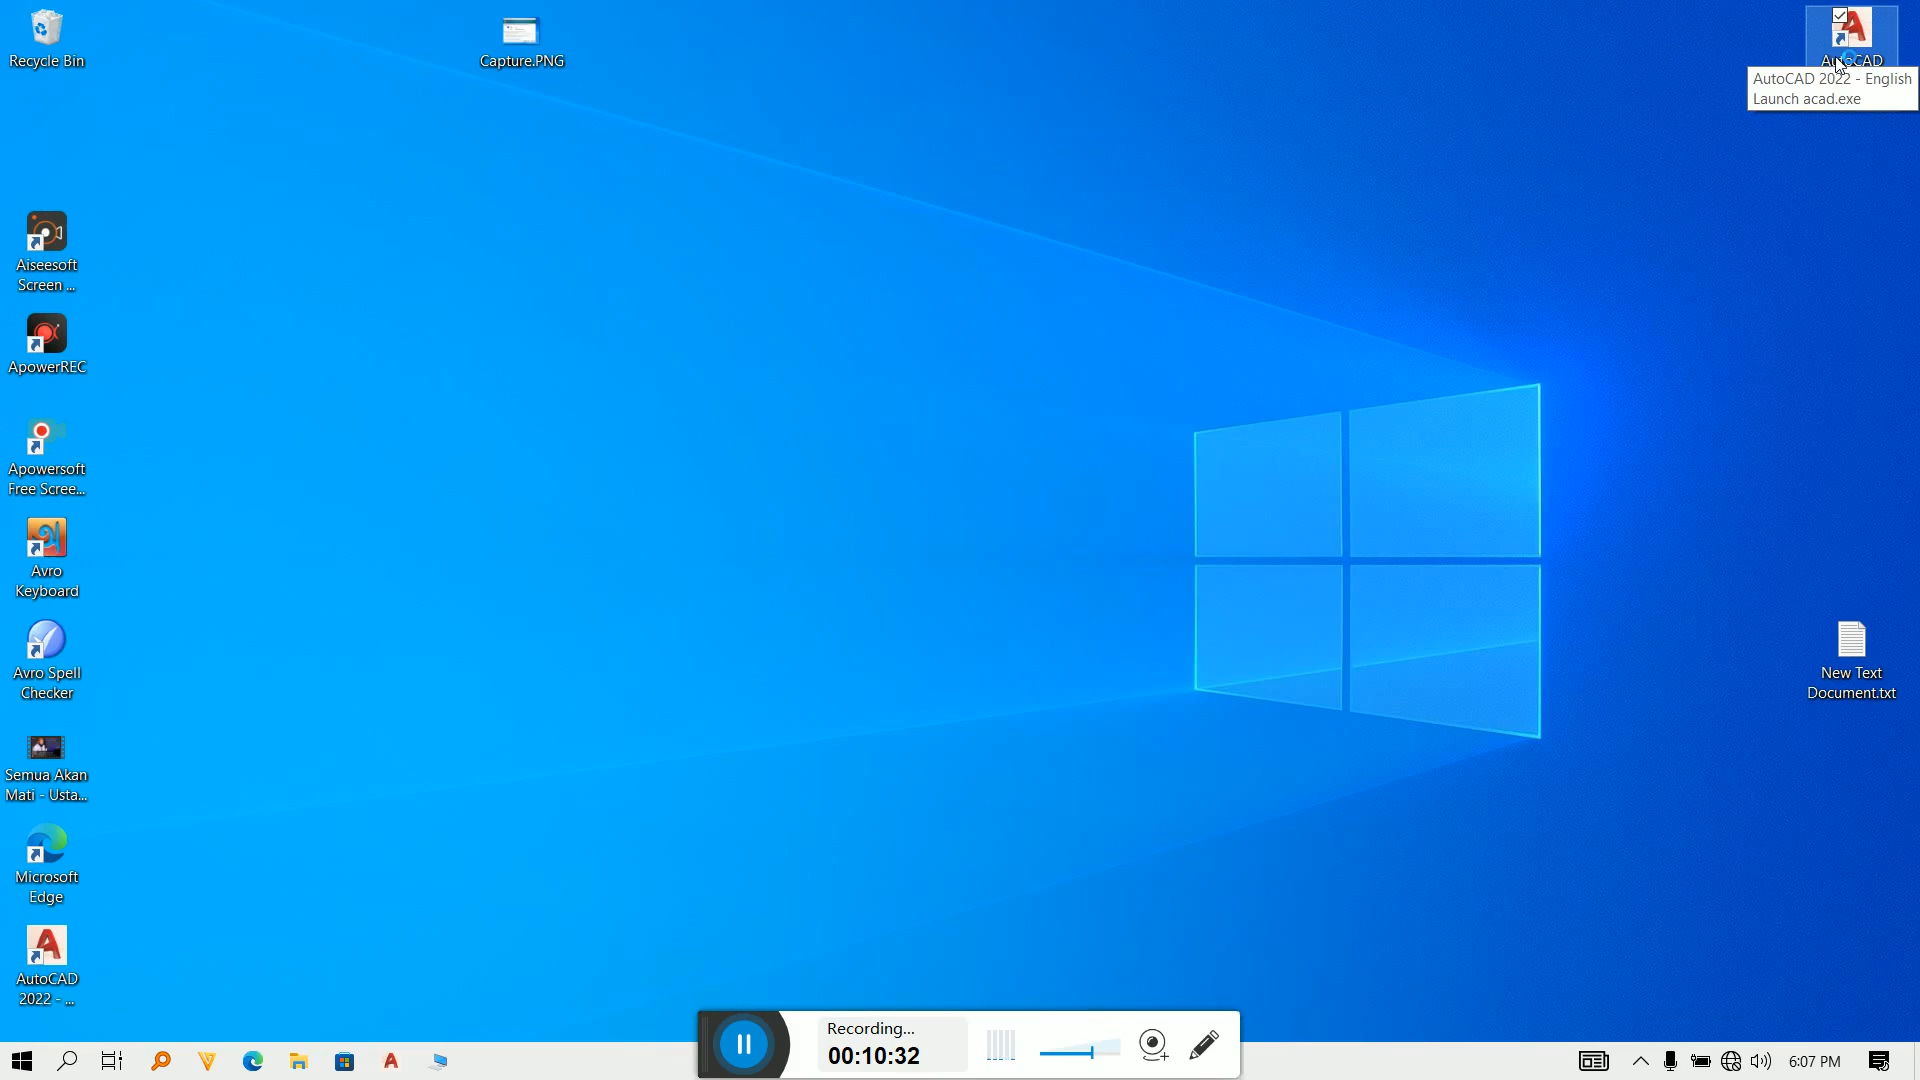 Recycle Bin
Capture.PNG
AutoCAD
AutoCAD 2022 - English
Launch acad.exe
Aiseesoft
Screen ...
ApowerREC
Apowersoft
Free Scree...
Avro
Keyboard
Avro Spell
Checker
New Text
Document.txt
Semua Akan
Mati - Usta...
Microsoft
Edge
AutoCAD
2022 - ...
Recording...
00:10:32
6:07 PM